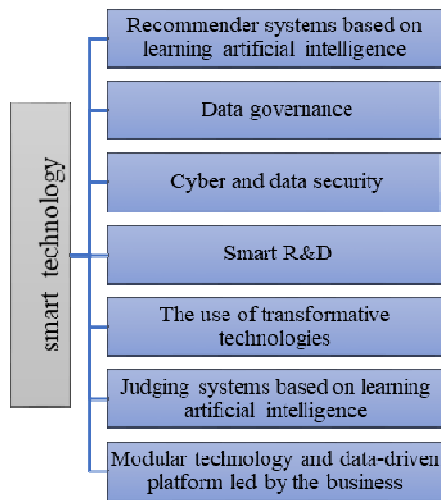 smart technology
Recommender systems based on
learning artificial intelligence
Data governance
Cyber and data security
Smart R&D
The use of transformative
technologies
Judging systems based on learning
artificial intelligence
Modular technology and data-driven
platform led by the business